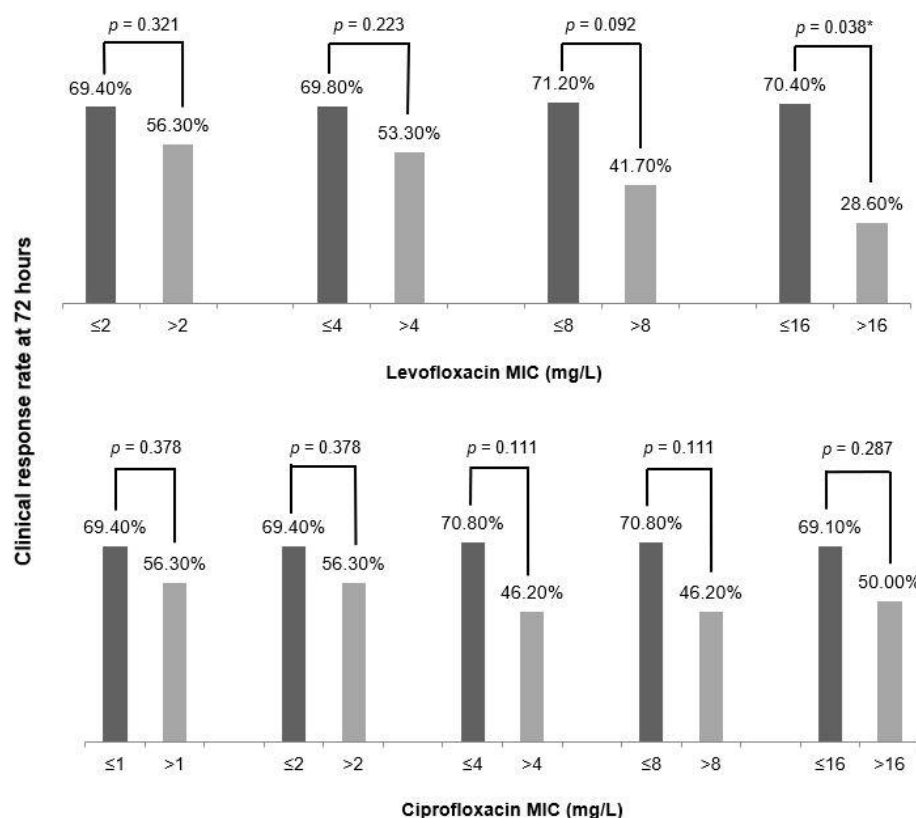 p = 0.321 p = 0.223 p = 0.092 p = 0.038*
69.40% 56.30% 69.80% 53.30% 71.20% 41.70% 70.40% 28.60%
≤2 >2 ≤4 >4 ≤8 >8 ≤16 >16
Levofloxacin MIC (mg/L)
Clinical response rate at 72 hours
p = 0.378 p = 0.378 p = 0.111 p = 0.111 p = 0.287
69.40% 56.30% 69.40% 56.30% 70.80% 46.20% 70.80% 46.20% 69.10% 50.00%
≤1 >1 ≤2 >2 ≤4 >4 ≤8 >8 ≤16 >16
Ciprofloxacin MIC (mg/L)